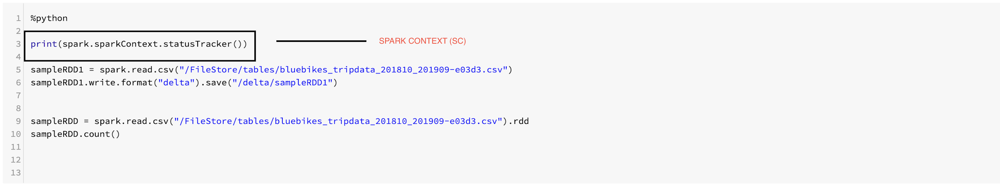 1 %python
2
3 print(spark.sparkContext.statusTracker()) SPARK CONTEXT (SC)
4
5 sampleRDD1 = spark.read.csv("/FileStore/tables/bluebikes_tripdata_201810_201909-e03d3.csv")
6 sampleRDD1.write.format("delta").save("/delta/sampleRDD1")
7
8
9 sampleRDD = spark.read.csv("/FileStore/tables/bluebikes_tripdata_201810_201909-e03d3.csv").rdd
10 sampleRDD.count()
11
12
13